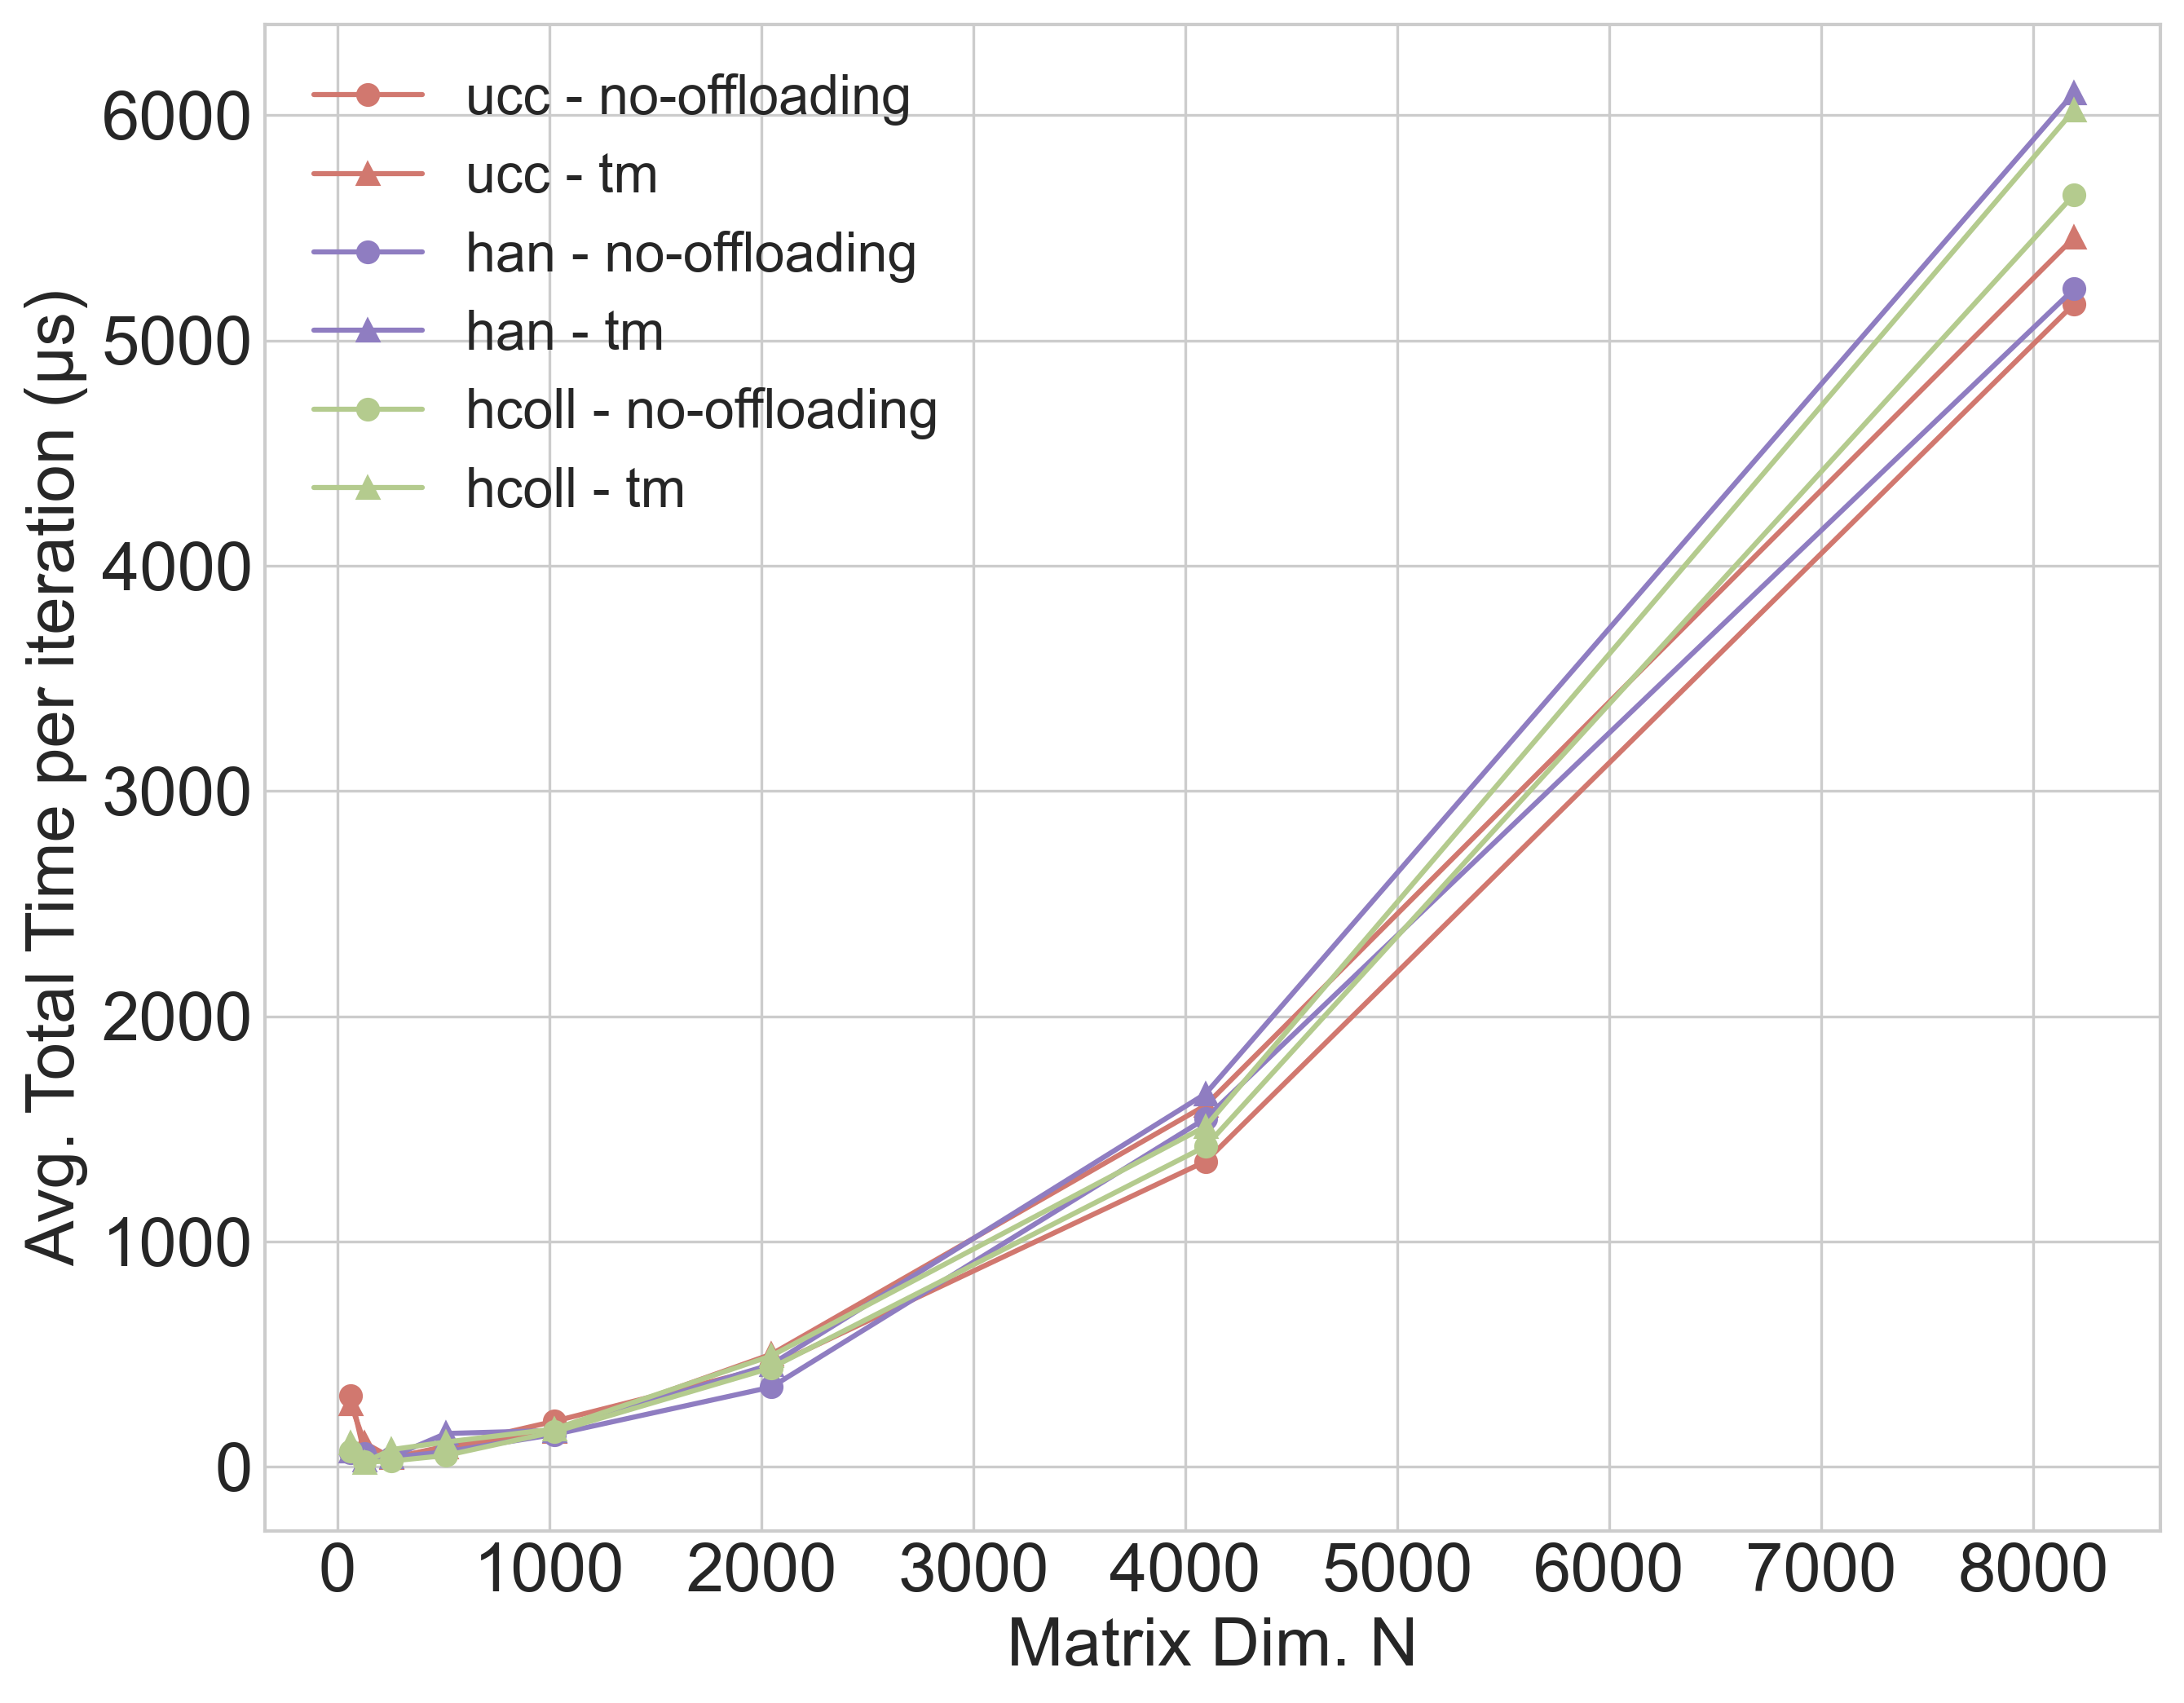 ucc - no-offloading
ucc - tm
han - no-offloading
han - tm
hcoll - no-offloading
hcoll - tm
Avg. Total Time per iteration (µs)
6000
5000
4000
3000
2000
1000
0
0 1000 2000 3000 4000 5000 6000 7000 8000
Matrix Dim. N